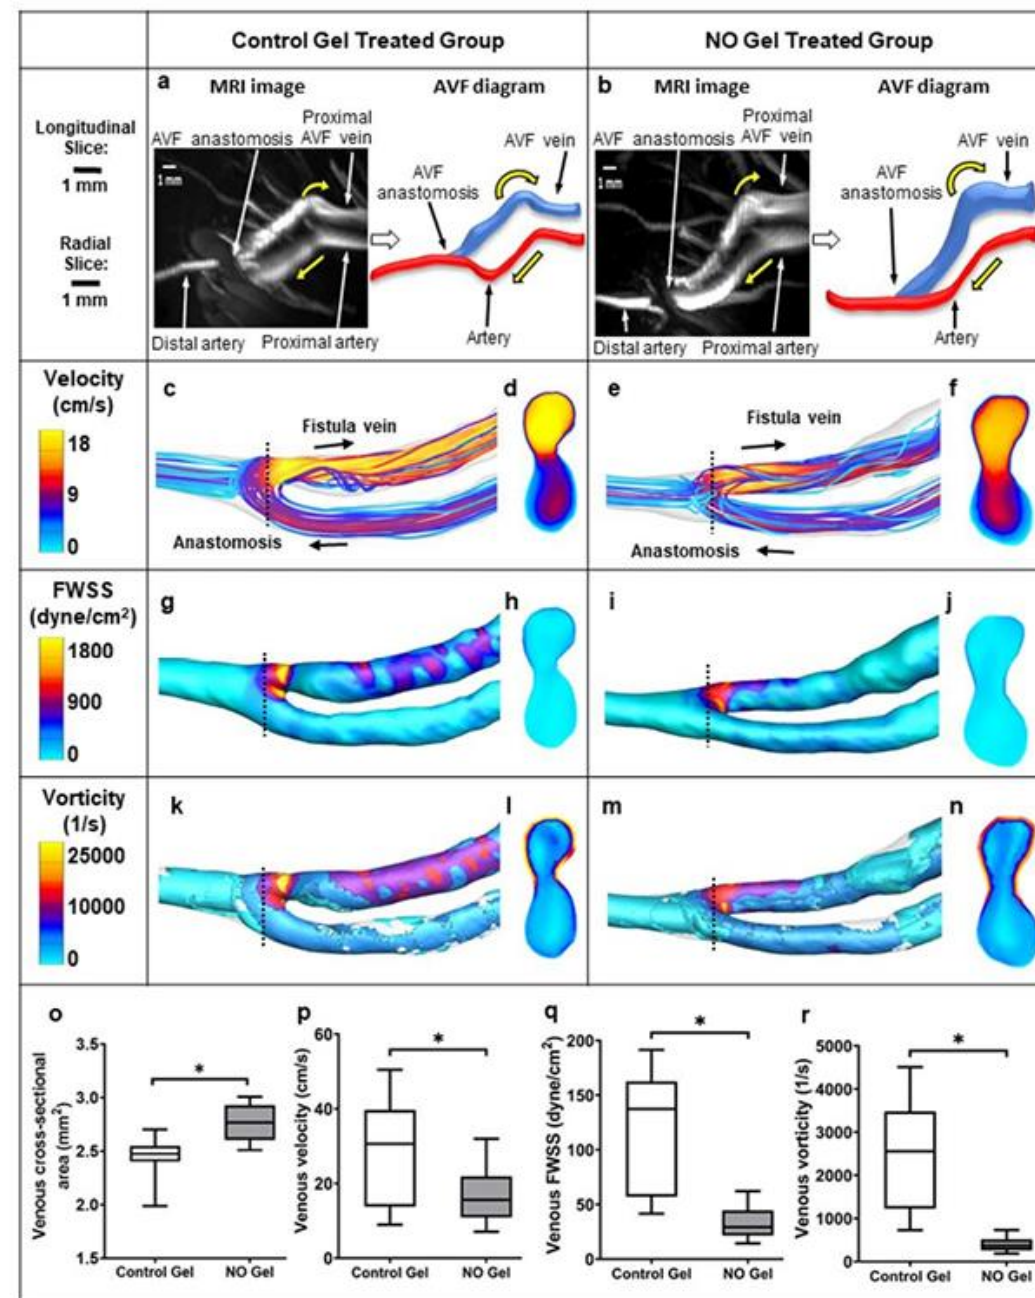 Control Gel Treated Group
NO Gel Treated Group
Longitudinal
Slice:
1 mm
Radial
Slice:
1 mm
a
MRI image
AVF diagram
AVF anastomosis
Proximal
AVF vein
1 mm
AVF vein
AVF
anastomosis
Distal artery
Proximal artery
Artery
b
MRI image
AVF diagram
AVF anastomosis
Proximal
AVF vein
1 mm
AVF vein
AVF
anastomosis
Distal artery
Proximal artery
Artery
Velocity
(cm/s)
18
9
0
c
Fistula vein
Anastomosis
d
e
Fistula vein
Anastomosis
f
FWSS
(dyne/cm²)
1800
900
0
g
h
i
j
Vorticity
(1/s)
25000
10000
0
k
l
m
n
o
Venous cross-sectional
area (mm²)
3.5
3.0
2.5
2.0
1.5
*
Control Gel
NO Gel
p
Venous velocity (cm/s)
60
40
20
0
*
Control Gel
NO Gel
q
Venous FWSS (dyne/cm²)
200
150
100
50
0
*
Control Gel
NO Gel
r
Venous vorticity (1/s)
5000
4000
3000
2000
1000
0
*
Control Gel
NO Gel